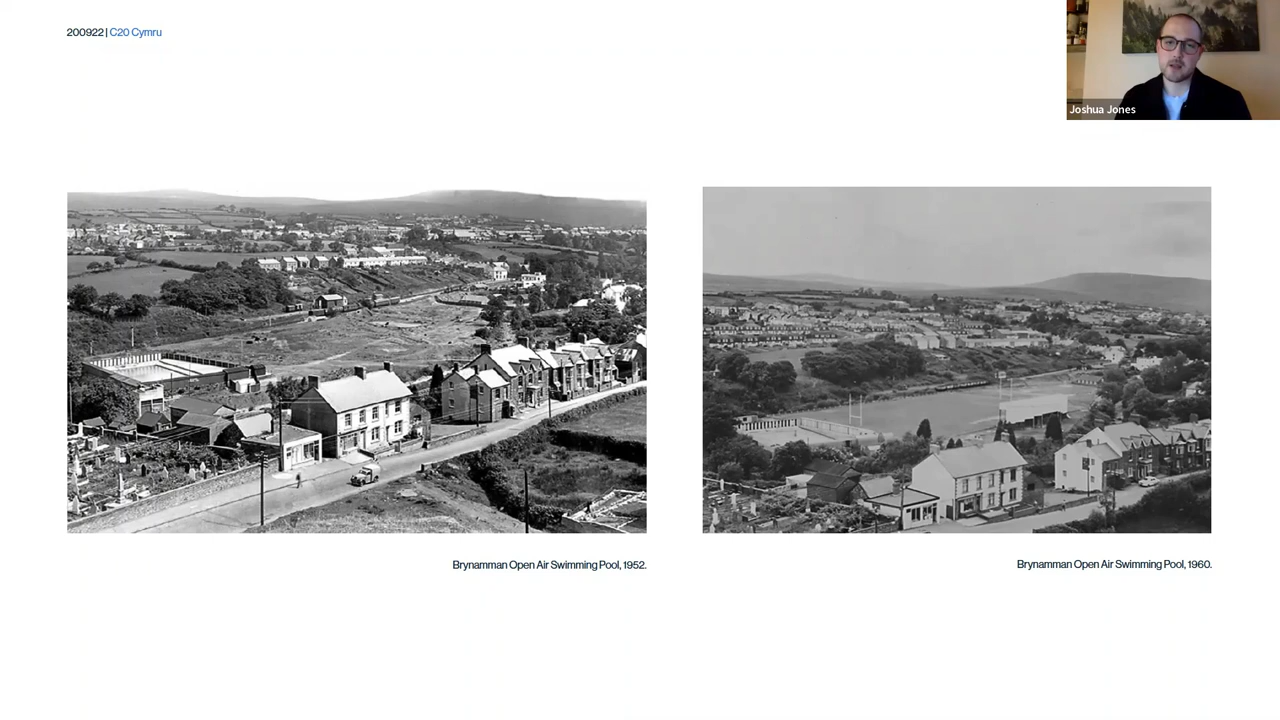 200922 | C20 Cymru
Joshua Jones
Brynamman Open Air Swimming Pool, 1952.
Brynamman Open Air Swimming Pool, 1960.